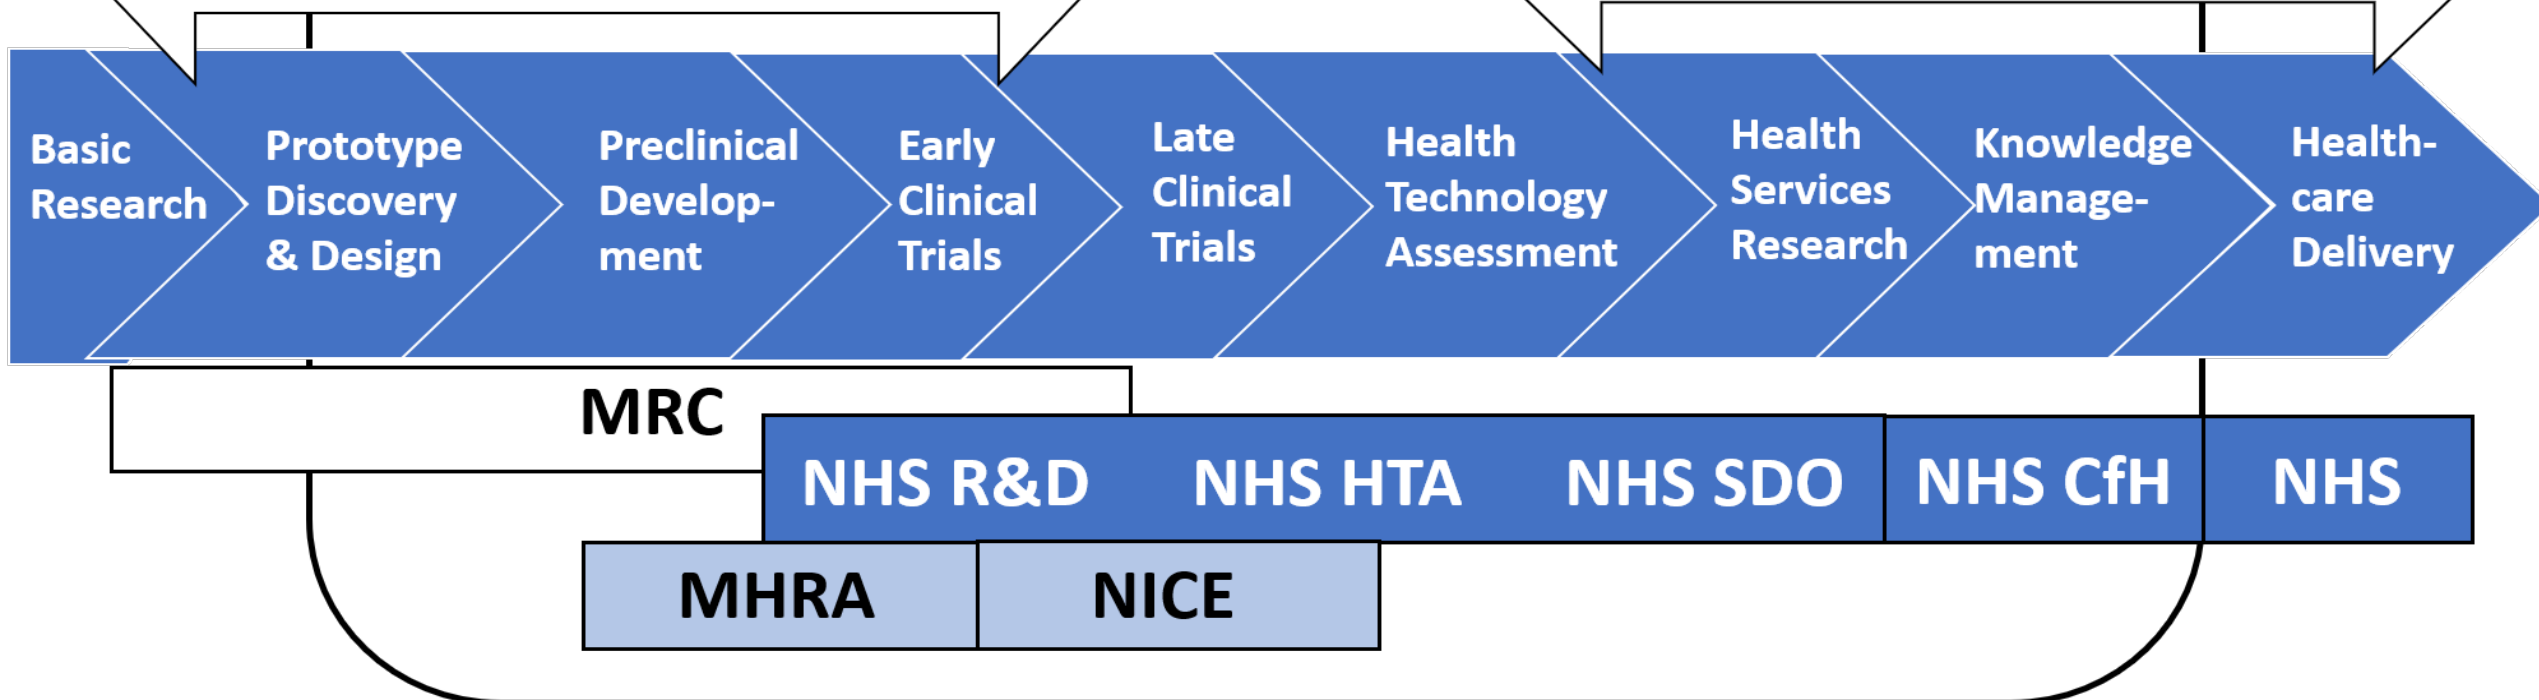 Basic
Research
Prototype
Discovery
& Design
Preclinical
Develop-
ment
Early
Clinical
Trials
Late
Clinical
Trials
Health
Technology
Assessment
Health
Services
Research
Knowledge
Manage-
ment
Health-
care
Delivery
MRC
NHS R&D NHS HTA NHS SDO NHS CfH NHS
MHRA NICE